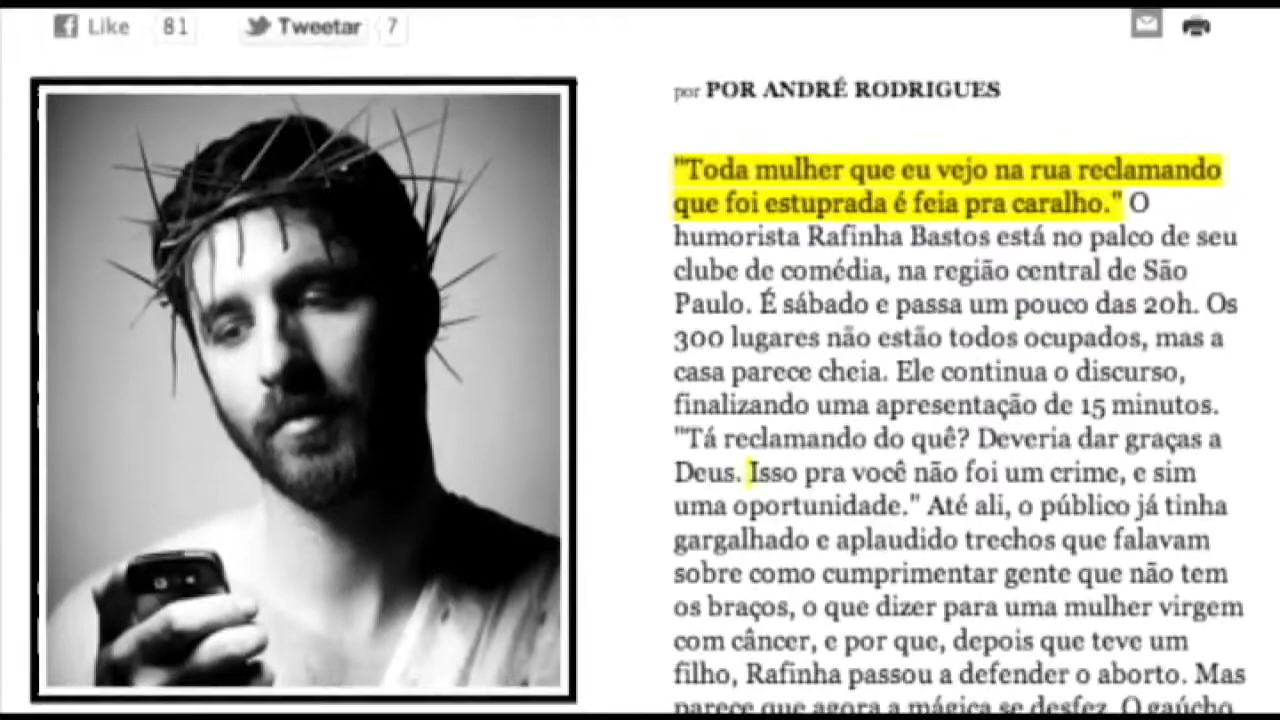 Like 81 Tweetar 7
por POR ANDRÉ RODRIGUES
"Toda mulher que eu vejo na rua reclamando
que foi estuprada é feia pra caralho." O
humorista Rafinha Bastos está no palco de seu
clube de comédia, na região central de São
Paulo. É sábado e passa um pouco das 20h. Os
300 lugares não estão todos ocupados, mas a
casa parece cheia. Ele continua o discurso,
finalizando uma apresentação de 15 minutos.
"Tá reclamando do quê? Deveria dar graças a
Deus. Isso pra você não foi um crime, e sim
uma oportunidade." Até ali, o público já tinha
gargalhado e aplaudido trechos que falavam
sobre como cumprimentar gente que não tem
os braços, o que dizer para uma mulher virgem
com câncer, e por que, depois que teve um
filho, Rafinha passou a defender o aborto. Mas
parece que agora a mágica se desfez. O gaúcho